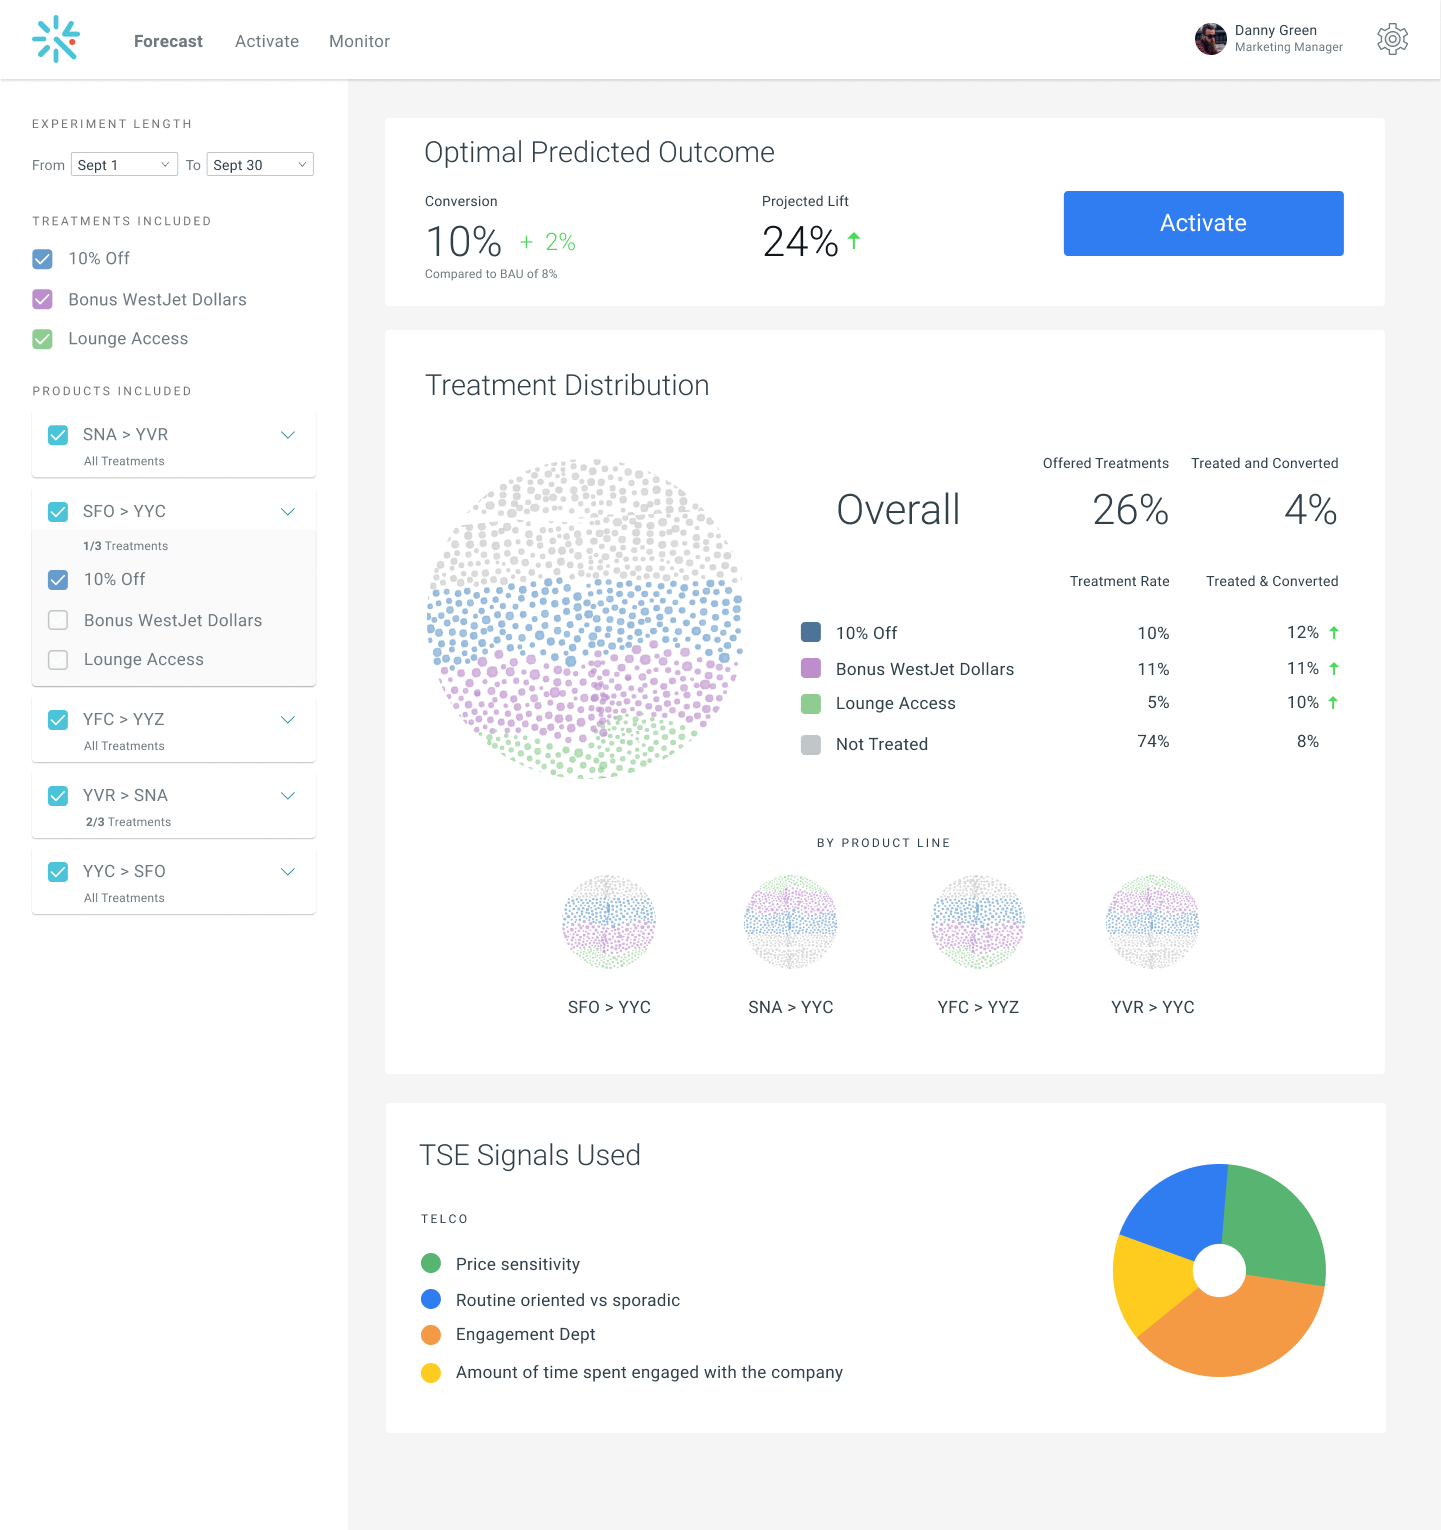 Forecast Activate Monitor
Danny Green
Marketing Manager
EXPERIMENT LENGTH
From Sept 1 To Sept 30
TREATMENTS INCLUDED
10% Off
Bonus WestJet Dollars
Lounge Access
PRODUCTS INCLUDED
SNA > YVR
All Treatments
SFO > YYC
1/3 Treatments
10% Off
Bonus WestJet Dollars
Lounge Access
YFC > YYZ
All Treatments
YVR > SNA
2/3 Treatments
YYC > SFO
All Treatments
Optimal Predicted Outcome
Conversion
10% + 2%
Compared to BAU of 8%
Projected Lift
24%
Activate
Treatment Distribution
Offered Treatments Treated and Converted
Overall 26% 4%
Treatment Rate Treated & Converted
10% Off 10% 12%
Bonus WestJet Dollars 11% 11%
Lounge Access 5% 10%
Not Treated 74% 8%
BY PRODUCT LINE
SFO > YYC SNA > YYC YFC > YYZ YVR > YYC
TSE Signals Used
TELCO
Price sensitivity
Routine oriented vs sporadic
Engagement Dept
Amount of time spent engaged with the company